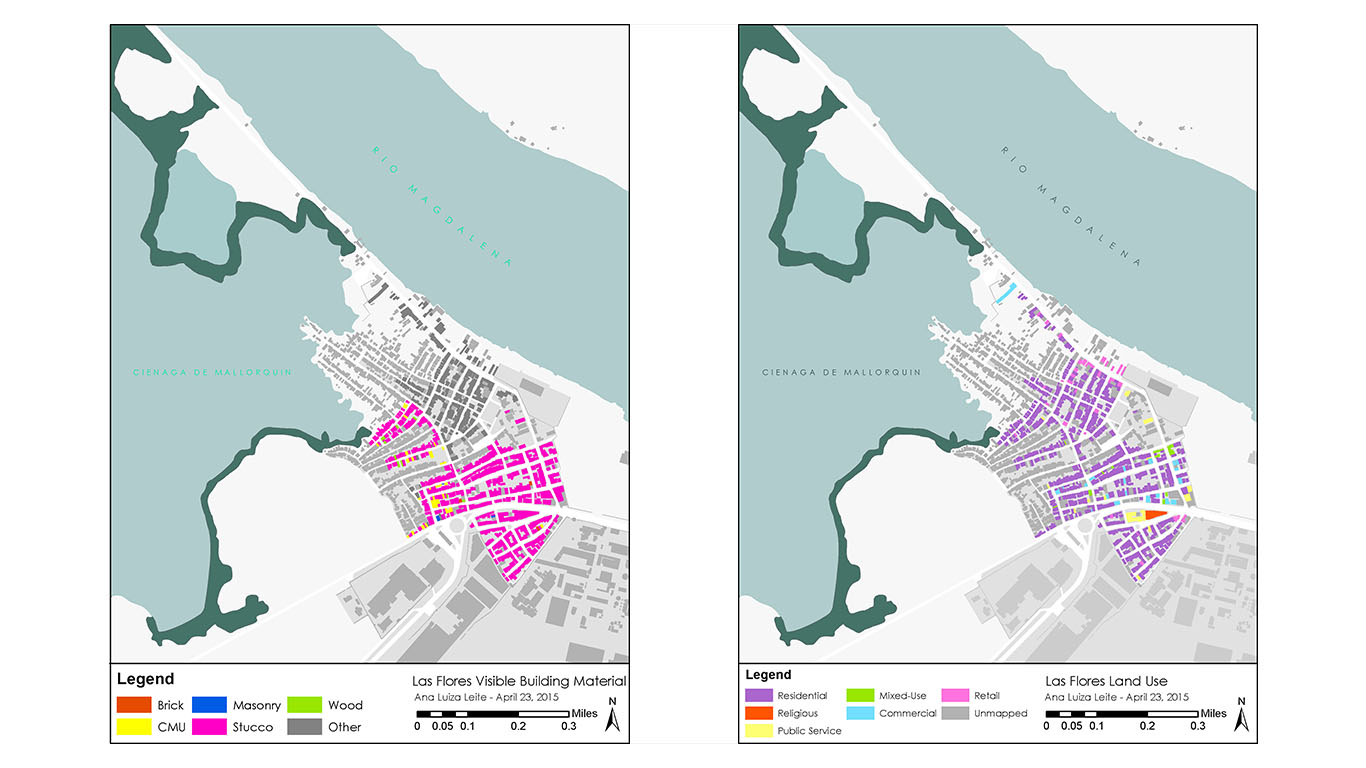 RIO MAGDALENA
CIENAGA DE MALLORQUIN
Legend
Brick
Masonry
Wood
CMU
Stucco
Other
Las Flores Visible Building Material
Ana Luiza Leite - April 23, 2015
Miles
0 0.05 0.1 0.2 0.3
N
RIO MAGDALENA
CIENAGA DE MALLORQUIN
Legend
Residential
Mixed-Use
Retail
Religious
Commercial
Unmapped
Public Service
Las Flores Land Use
Ana Luiza Leite - April 23, 2015
Miles
0 0.05 0.1 0.2 0.3
N